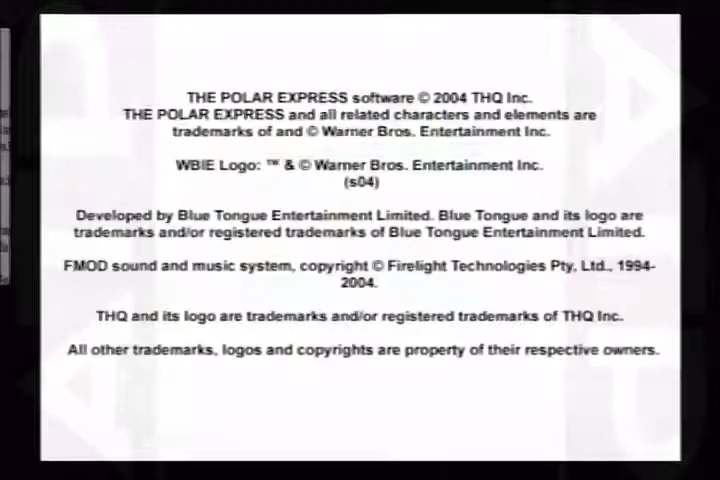 THE POLAR EXPRESS software © 2004 THQ Inc.
THE POLAR EXPRESS and all related characters and elements are
trademarks of and © Warner Bros. Entertainment Inc.
WBIE Logo: ™ & © Warner Bros. Entertainment Inc.
(s04)
Developed by Blue Tongue Entertainment Limited. Blue Tongue and its logo are
trademarks and/or registered trademarks of Blue Tongue Entertainment Limited.
FMOD sound and music system, copyright © Firelight Technologies Pty, Ltd., 1994-
2004.
THQ and its logo are trademarks and/or registered trademarks of THQ Inc.
All other trademarks, logos and copyrights are property of their respective owners.